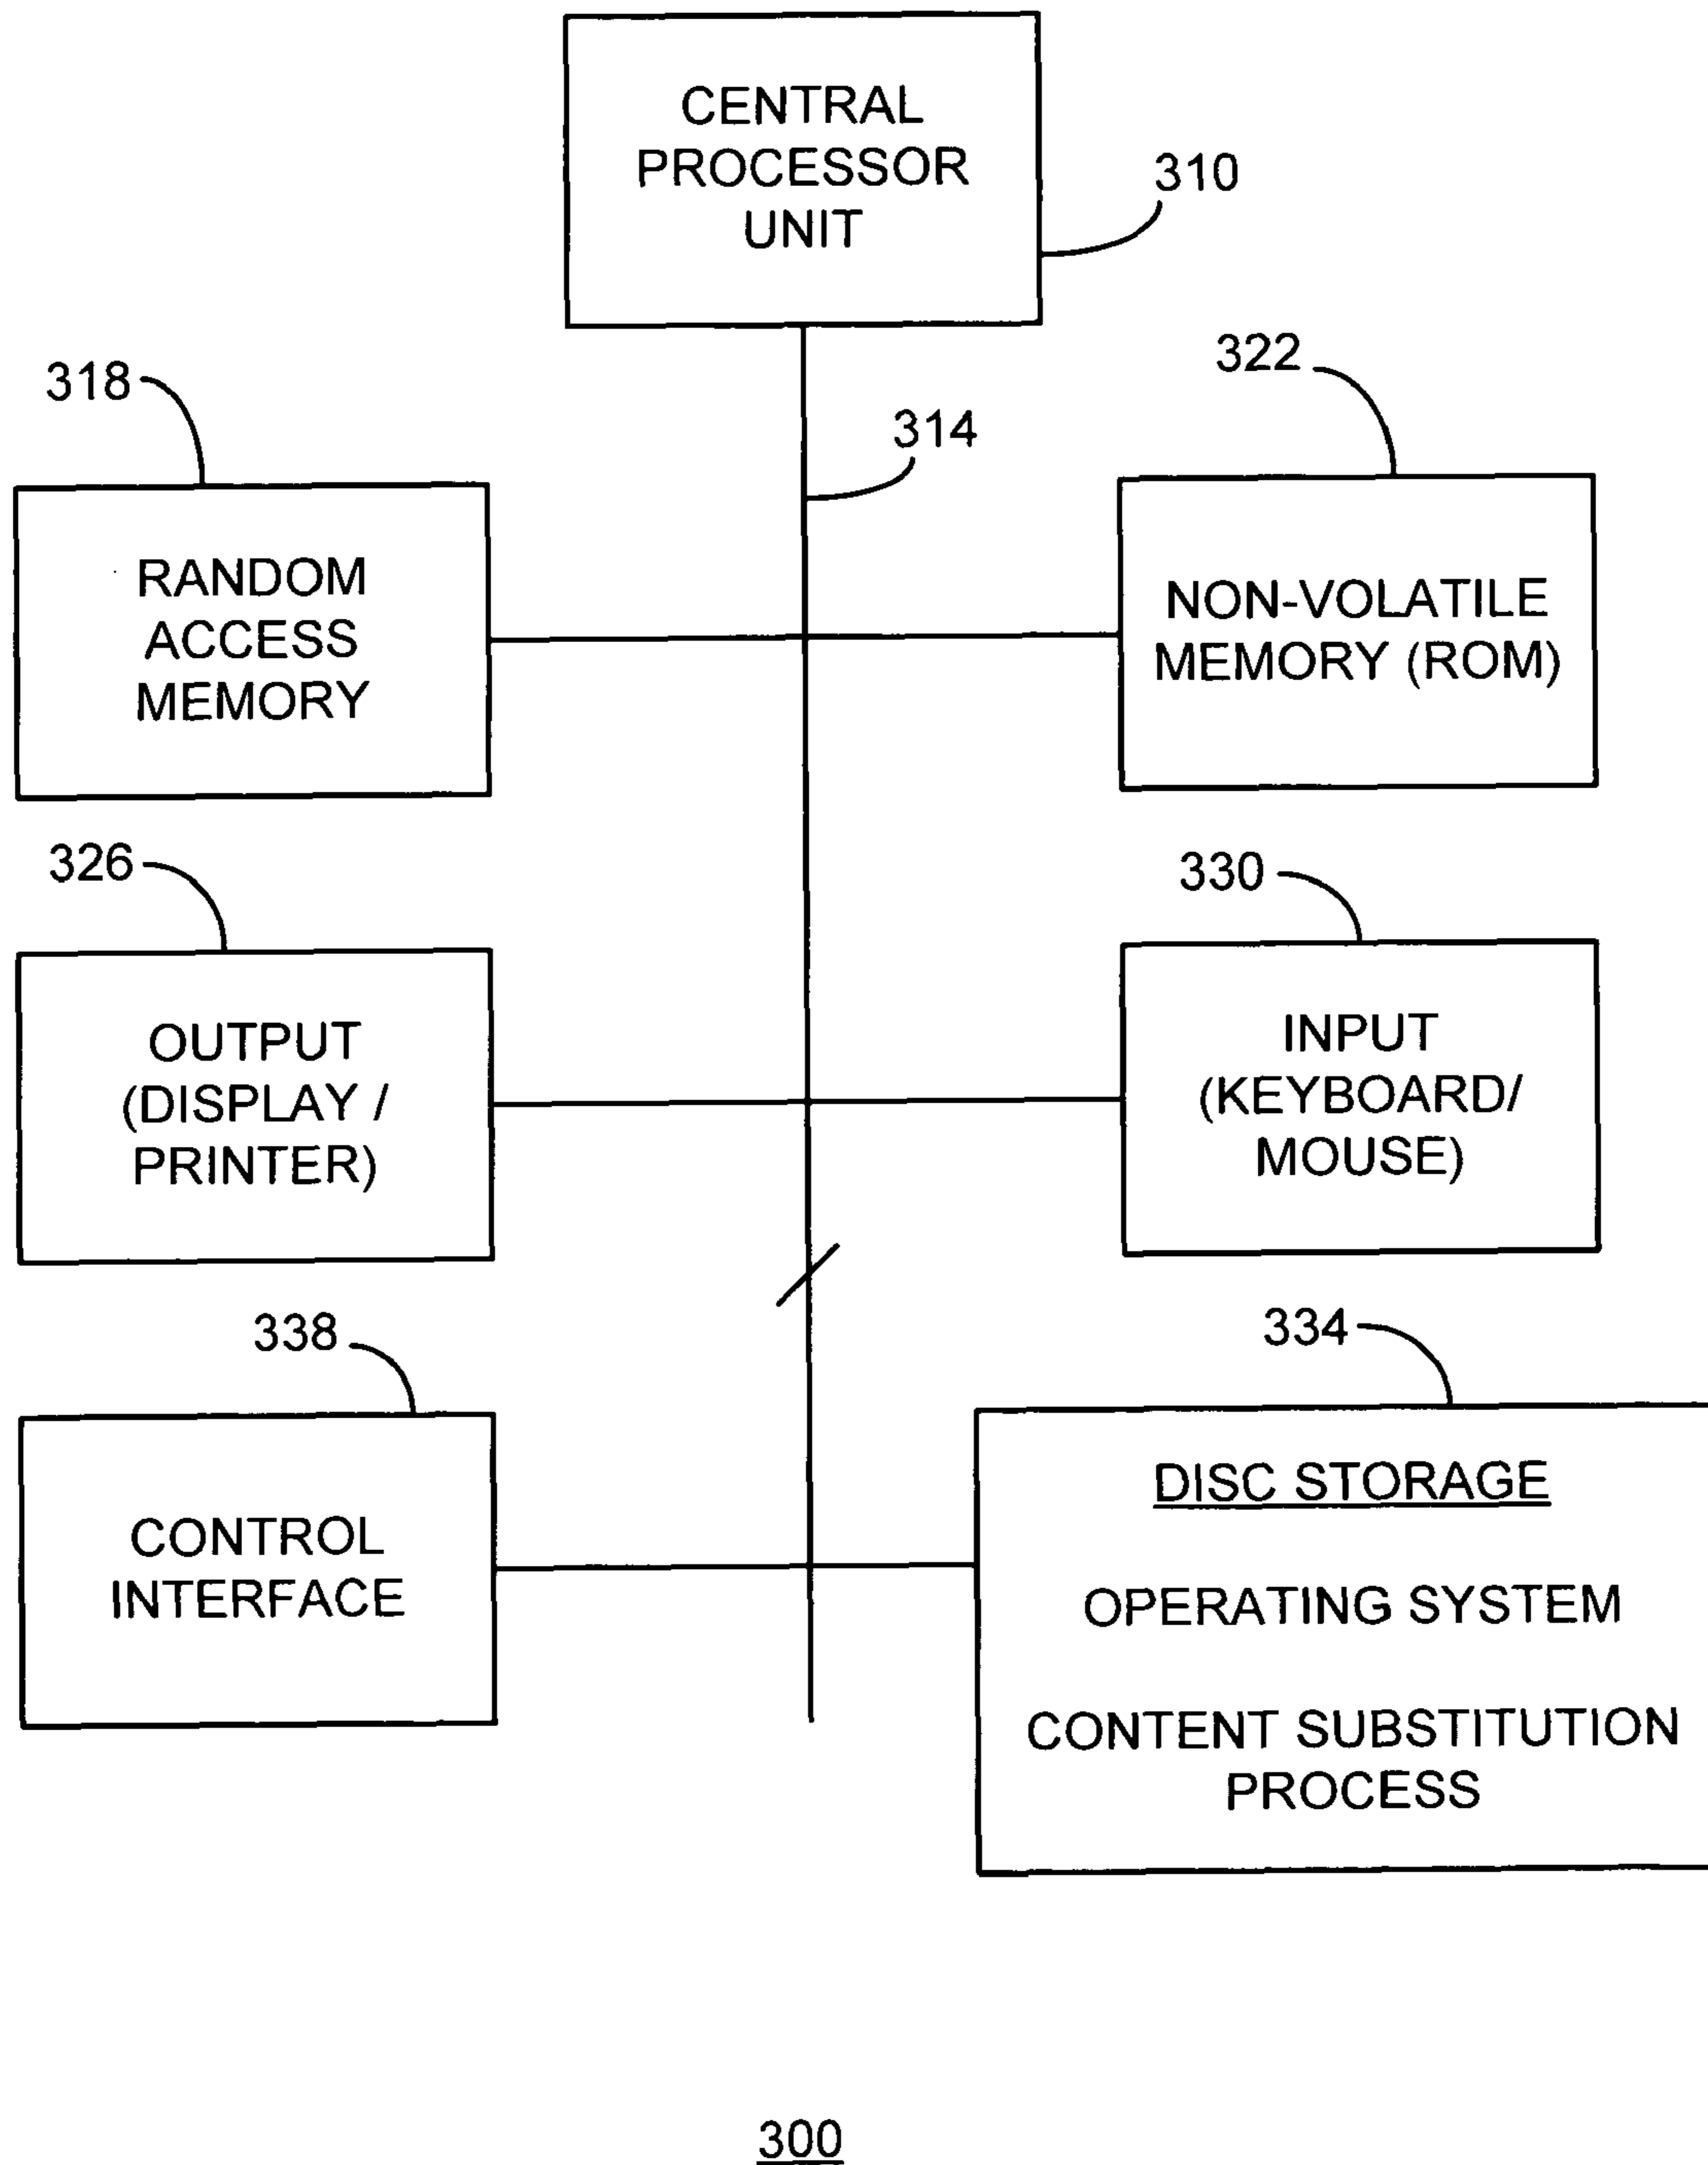 CENTRAL
PROCESSOR
UNIT
310
318
322
314
RANDOM
ACCESS
MEMORY
NON-VOLATILE
MEMORY (ROM)
326
330
OUTPUT
(DISPLAY /
PRINTER)
INPUT
(KEYBOARD/
MOUSE)
338
334
CONTROL
INTERFACE
DISC STORAGE
OPERATING SYSTEM
CONTENT SUBSTITUTION
PROCESS
300